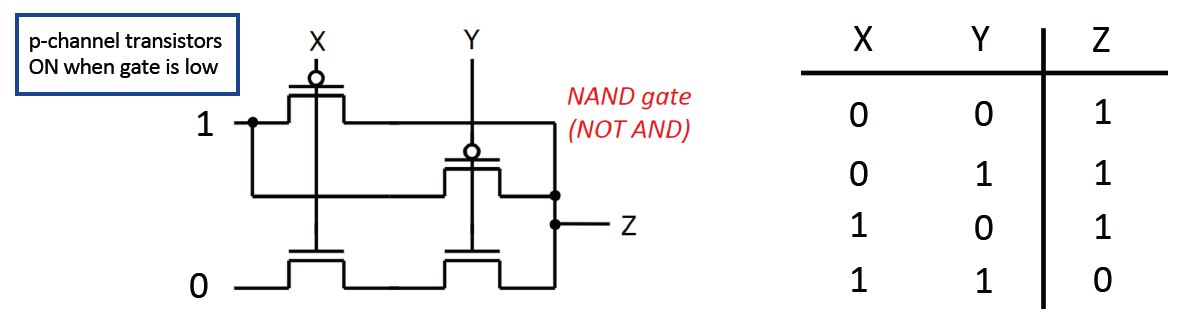 p-channel transistors
ON when gate is low
X
Y
1
NAND gate
(NOT AND)
Z
0
X Y Z
0 0 1
0 1 1
1 0 1
1 1 0